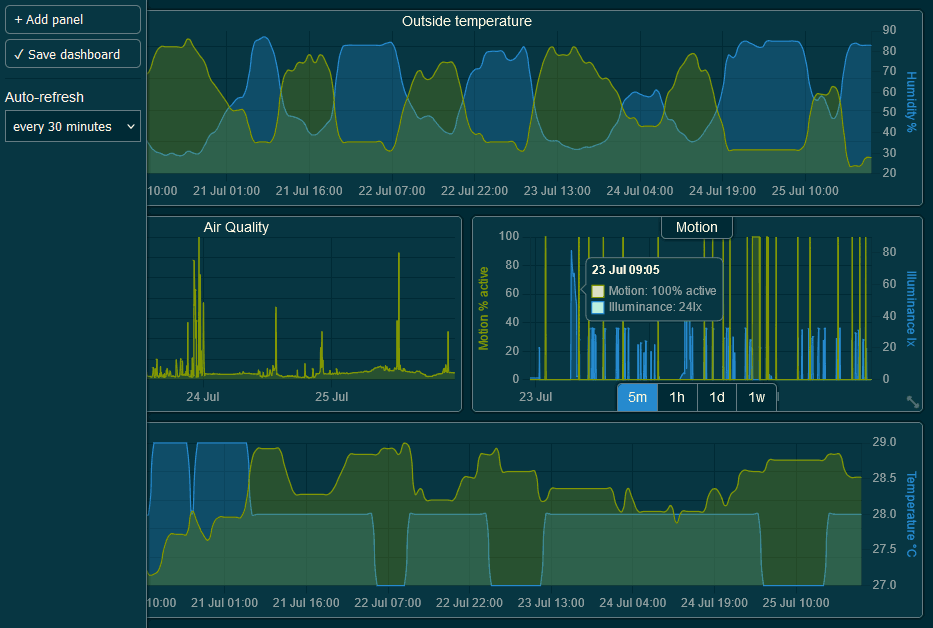 + Add panel
✓ Save dashboard
Auto-refresh
every 30 minutes
Outside temperature
90
80
70
60
50
40
30
20
Humidity %
10:00 21 Jul 01:00 21 Jul 16:00 22 Jul 07:00 22 Jul 22:00 23 Jul 13:00 24 Jul 04:00 24 Jul 19:00 25 Jul 10:00
Air Quality
24 Jul 25 Jul
Motion
100
80
60
40
20
0
Motion % active
23 Jul 09:05
Motion: 100% active
Illuminance: 24lx
80
60
40
20
0
Illuminance lx
23 Jul
5m 1h 1d 1w
29.0
28.5
28.0
27.5
27.0
Temperature °C
10:00 21 Jul 01:00 21 Jul 16:00 22 Jul 07:00 22 Jul 22:00 23 Jul 13:00 24 Jul 04:00 24 Jul 19:00 25 Jul 10:00